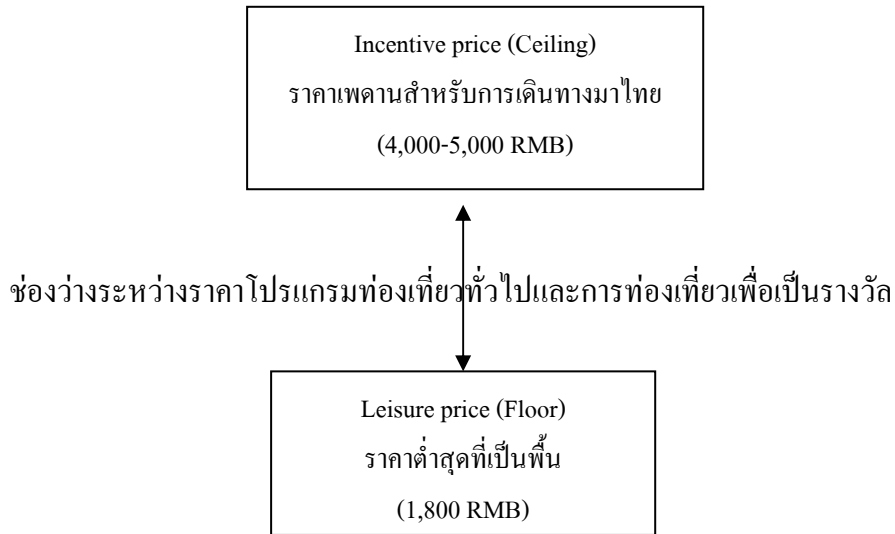 Incentive price (Ceiling)
ราคาเพดานสำหรับการเดินทางมาไทย
(4,000-5,000 RMB)
ช่องว่างระหว่างราคาโปรแกรมท่องเที่ยวทั่วไปและการท่องเที่ยวเพื่อเป็นรางวัล
Leisure price (Floor)
ราคาต่ำสุดที่เป็นพื้น
(1,800 RMB)